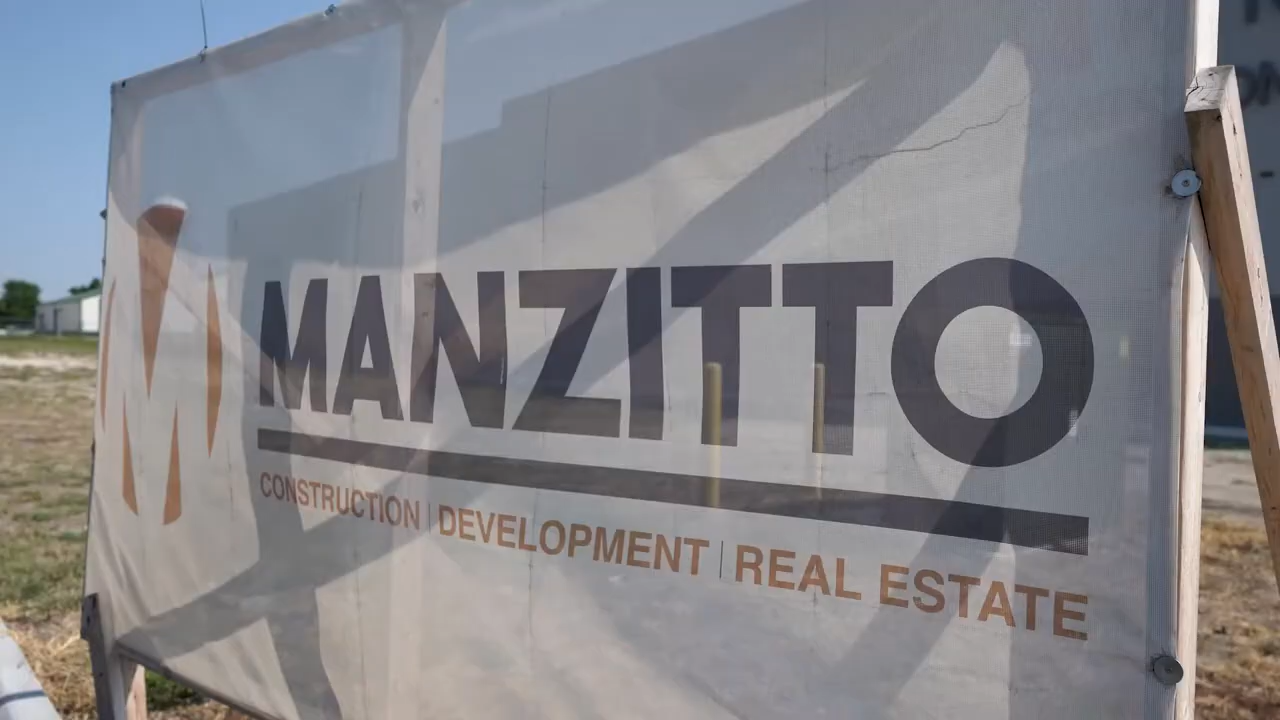 MANZITTO
CONSTRUCTION | DEVELOPMENT | REAL ESTATE